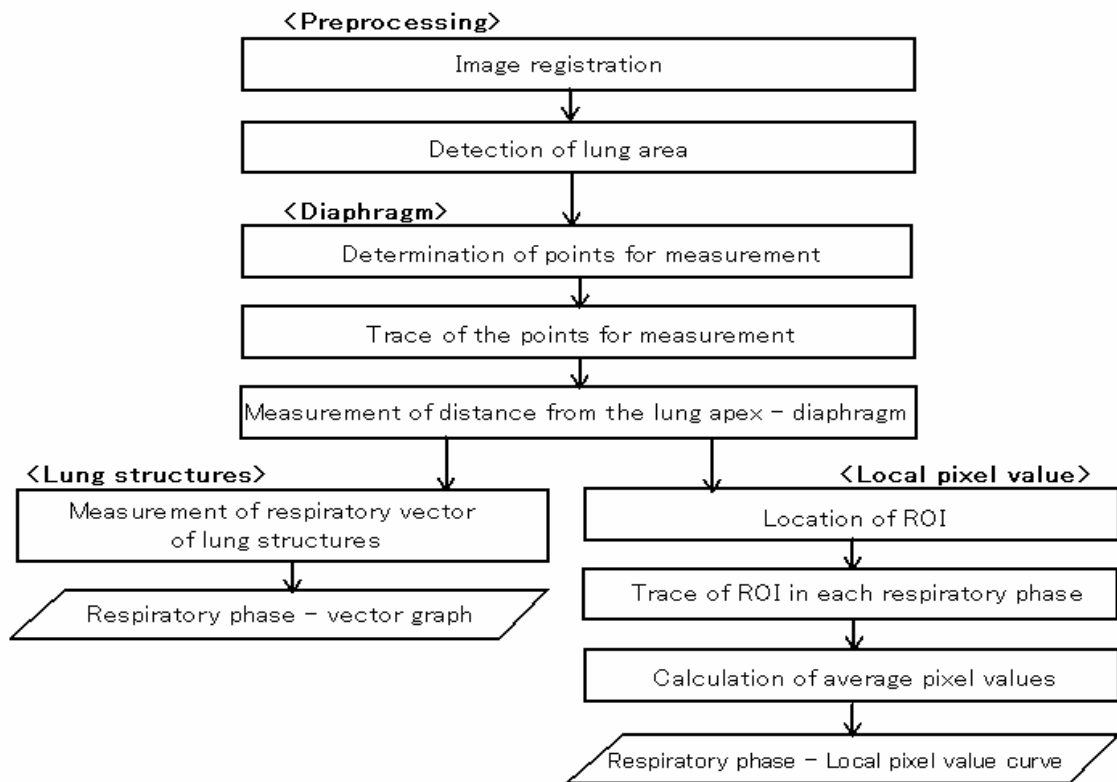 <Preprocessing>
Image registration
Detection of lung area
<Diaphragm>
Determination of points for measurement
Trace of the points for measurement
Measurement of distance from the lung apex - diaphragm
<Lung structures>
Measurement of respiratory vector
of lung structures
Respiratory phase - vector graph
<Local pixel value>
Location of ROI
Trace of ROI in each respiratory phase
Calculation of average pixel values
Respiratory phase - Local pixel value curve